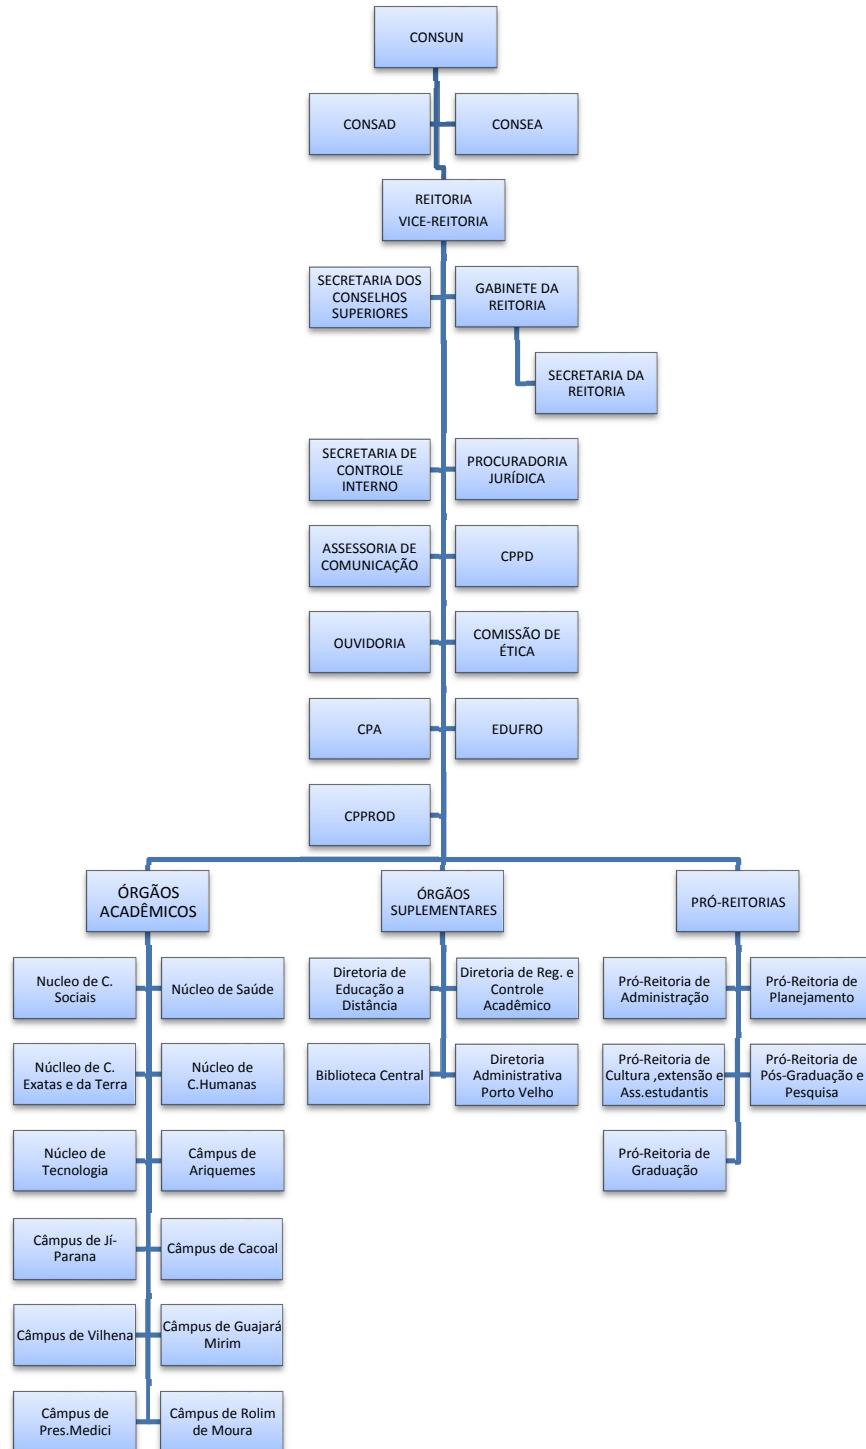 CONSUN
CONSAD
CONSEA
REITORIA
VICE-REITORIA
SECRETARIA DOS
CONSELHOS
SUPERIORES
GABINETE DA
REITORIA
SECRETARIA DA
REITORIA
SECRETARIA DE
CONTROLE
INTERNO
PROCURADORIA
JURÍDICA
ASSESSORIA DE
COMUNICAÇÃO
CPPD
OUVIDORIA
COMISSÃO DE
ÉTICA
CPA
EDUFRO
CPPROD
ÓRGÃOS
ACADÊMICOS
ÓRGÃOS
SUPLEMENTARES
PRÓ-REITORIAS
Nucleo de C.
Sociais
Núcleo de Saúde
Núclleo de C.
Exatas e da Terra
Núcleo de
C.Humanas
Núcleo de
Tecnologia
Câmpus de
Ariquemes
Câmpus de Jí-
Parana
Câmpus de Cacoal
Câmpus de Vilhena
Câmpus de Guajará
Mirim
Câmpus de
Pres.Medici
Câmpus de Rolim
de Moura
Diretoria de
Educação a
Distância
Diretoria de Reg. e
Controle
Acadêmico
Biblioteca Central
Diretoria
Administrativa
Porto Velho
Pró-Reitoria de
Administração
Pró-Reitoria de
Planejamento
Pró-Reitoria de
Cultura ,extensão e
Ass.estudantis
Pró-Reitoria de
Pós-Graduação e
Pesquisa
Pró-Reitoria de
Graduação